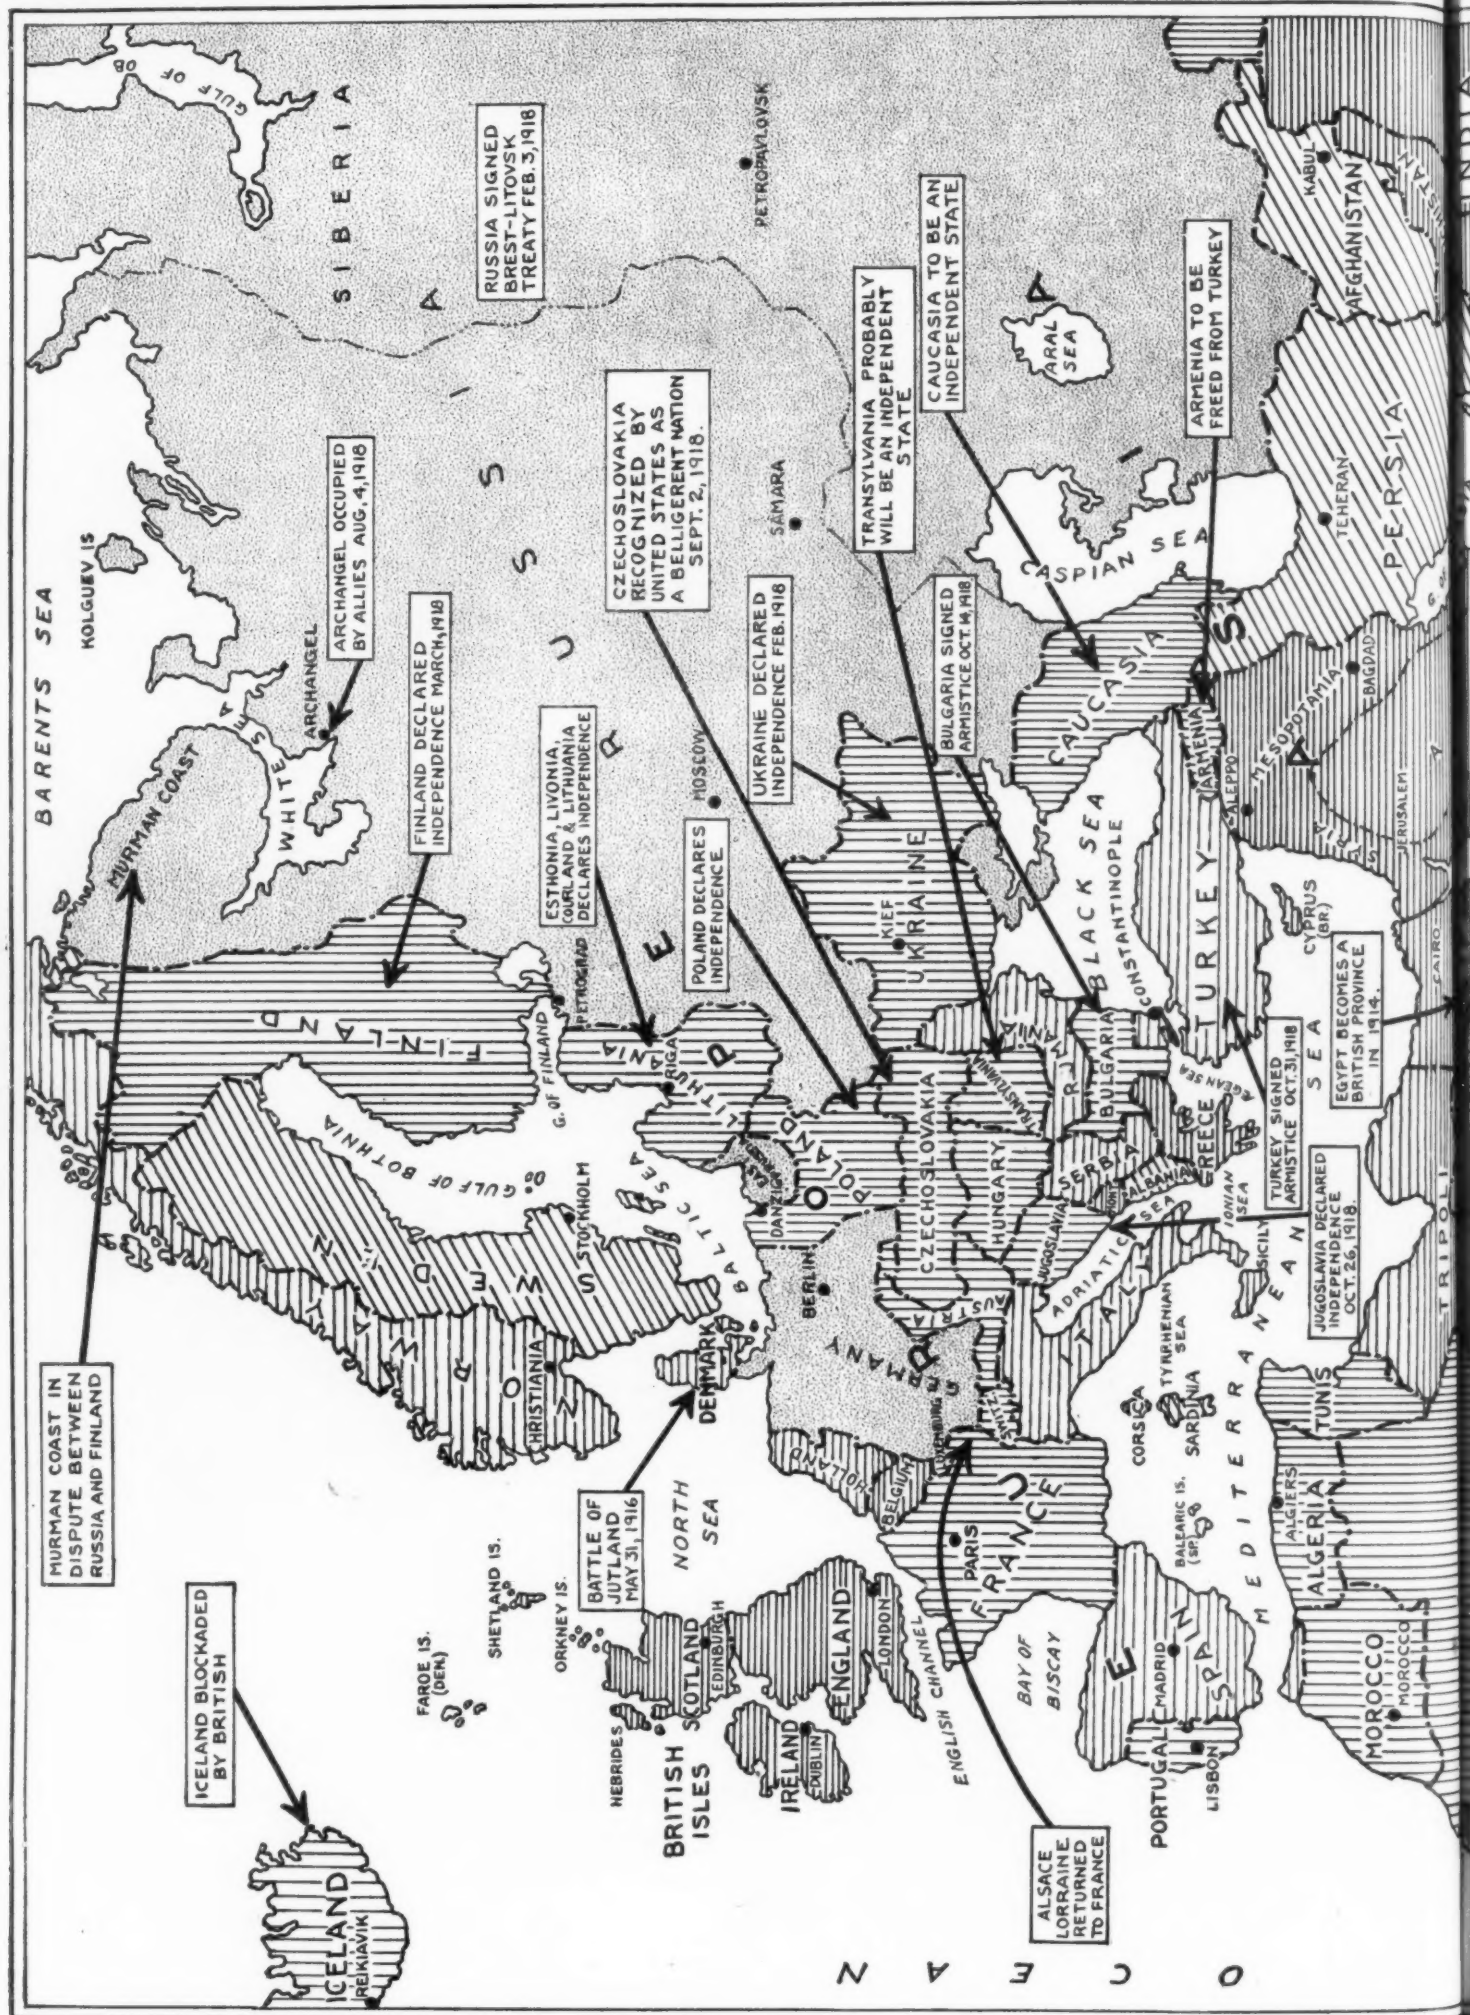 BARENTS SEA
KOLGUEV IS
GULF OF OB
SIBERIA
ICELAND BLOCKADED
BY BRITISH
ICELAND
REIKIAVIK
MURMAN COAST IN
DISPUTE BETWEEN
RUSSIA AND FINLAND
MURMAN COAST
WHITE SEA
ARCHANGEL
ARCHANGEL OCCUPIED
BY ALLIES AUG. 4, 1918
FINLAND DECLARED
INDEPENDENCE MARCH, 1918
RUSSIA SIGNED
BREST-LITOVSK
TREATY FEB. 3, 1918
FAROE IS.
(DEN.)
SHETLAND IS.
ORKNEY IS.
HEBRIDES
NORWAY
CHRISTIANIA
SWEDEN
STOCKHOLM
GULF OF BOTHNIA
FINLAND
G. OF FINLAND
PETROGRAD
RUSSIA
ESTHONIA, LIVONIA,
COURLAND & LITHUANIA
DECLARES INDEPENDENCE
CZECHOSLOVAKIA
RECOGNIZED BY
UNITED STATES AS
A BELLIGERENT NATION
SEPT. 2, 1918.
PETROPAVLOVSK
SAMARA
MOSCOW
POLAND DECLARES
INDEPENDENCE
UKRAINE DECLARED
INDEPENDENCE FEB. 1918
TRANSYLVANIA PROBABLY
WILL BE AN INDEPENDENT
STATE
CAUCASIA TO BE AN
INDEPENDENT STATE
BULGARIA SIGNED
ARMISTICE OCT. 14, 1918
BATTLE OF
JUTLAND
MAY 31, 1916
NORTH
SEA
DENMARK
BALTIC SEA
RIGA
LITHUANIA
EAST PRUSSIA
DANZIG
BRITISH
ISLES
SCOTLAND
EDINBURGH
IRELAND
DUBLIN
ENGLAND
LONDON
ENGLISH CHANNEL
HOLLAND
BELGIUM
LUXENBURG
GERMANY
BERLIN
POLAND
CZECHOSLOVAKIA
UKRAINE
KIEF
EUROPE
FRANCE
PARIS
SWITZ.
AUSTRIA
HUNGARY
TRANSYLVANIA
RUMANIA
JUGOSLAVIA
SERBIA
MONT.
ALBANIA
BULGARIA
GREECE
ITALY
ADRIATIC SEA
IONIAN
SEA
AEGEAN SEA
BLACK SEA
CONSTANTINOPLE
CAUCASIA
CASPIAN SEA
ARAL
SEA
ASIA
ALSACE
LORRAINE
RETURNED
TO FRANCE
BAY OF
BISCAY
PORTUGAL
LISBON
SPAIN
MADRID
BALEARIC IS.
(SP.)
CORSICA
SARDINIA
TYRRHENIAN
SEA
SICILY
MEDITERRANEAN SEA
TURKEY
ARMENIA
ARMENIA TO BE
FREED FROM TURKEY
ALEPPO
MESOPOTAMIA
BAGDAD
SYRIA
JERUSALEM
CYPRUS
(BR.)
CAIRO
TEHERAN
PERSIA
AFGHANISTAN
KABUL
INDIA
TURKEY SIGNED
ARMISTICE OCT. 31, 1918
JUGOSLAVIA DECLARED
INDEPENDENCE
OCT. 26, 1918.
EGYPT BECOMES A
BRITISH PROVINCE
IN 1914.
MOROCCO
MOROCCO
ALGERIA
ALGIERS
TUNIS
TRIPOLI
OCEAN